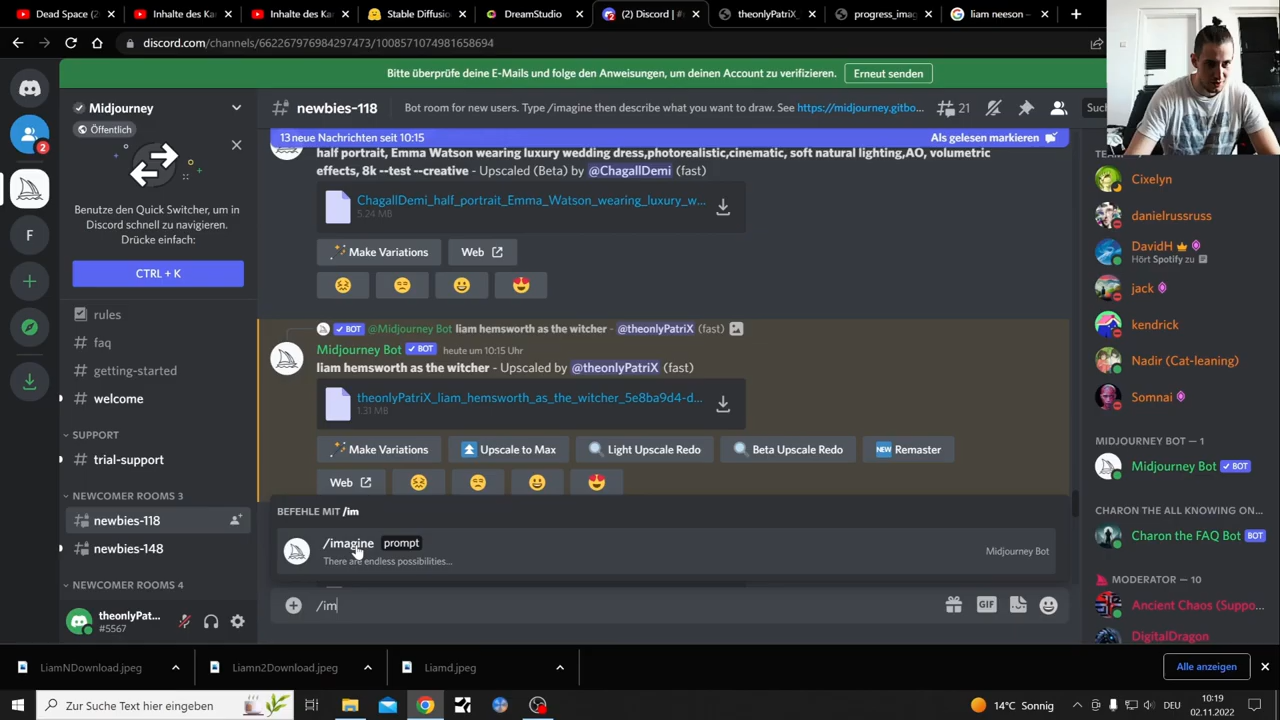 Dead Space (2
Inhalte des Ka
Inhalte des Kan
Stable Diffusio
DreamStudio
(2) Discord | #
theonlyPatriX_
progress_imag
liam neeson –
discord.com/channels/662267976984297473/1008571074981658694
Bitte überprüfe deine E-Mails und folge den Anweisungen, um deinen Account zu verifizieren.
Erneut senden
Midjourney
Öffentlich
Benutze den Quick Switcher, um in
Discord schnell zu navigieren.
Drücke einfach:
CTRL + K
rules
faq
getting-started
welcome
SUPPORT
trial-support
NEWCOMER ROOMS 3
newbies-118
newbies-148
NEWCOMER ROOMS 4
theonlyPat...
#5567
newbies-118
Bot room for new users. Type /imagine then describe what you want to draw. See https://midjourney.gitbo...
21
Suc
13 neue Nachrichten seit 10:15
Als gelesen markieren
half portrait, Emma Watson wearing luxury wedding dress,photorealistic,cinematic, soft natural lighting,AO, volumetric
effects, 8k --test --creative - Upscaled (Beta) by @ChagallDemi (fast)
ChagallDemi_half_portrait_Emma_Watson_wearing_luxury_w...
5.24 MB
Make Variations
Web
BOT @Midjourney Bot liam hemsworth as the witcher - @theonlyPatriX (fast)
Midjourney Bot BOT heute um 10:15 Uhr
liam hemsworth as the witcher - Upscaled by @theonlyPatriX (fast)
theonlyPatriX_liam_hemsworth_as_the_witcher_5e8ba9d4-d...
1.31 MB
Make Variations
Upscale to Max
Light Upscale Redo
Beta Upscale Redo
NEW Remaster
Web
BEFEHLE MIT /im
/imagine prompt
There are endless possibilities...
Midjourney Bot
/im
GIF
TEAM
Cixelyn
danielrussruss
DavidH
Hört Spotify zu
jack
kendrick
Nadir (Cat-leaning)
Somnai
MIDJOURNEY BOT — 1
Midjourney Bot BOT
CHARON THE ALL KNOWING ON...
Charon the FAQ Bot BOT
MODERATOR — 10
Ancient Chaos (Suppo...
DigitalDragon
LiamNDownload.jpeg
Liamn2Download.jpeg
Liamd.jpeg
Alle anzeigen
Zur Suche Text hier eingeben
14°C Sonnig
DEU
10:19
02.11.2022